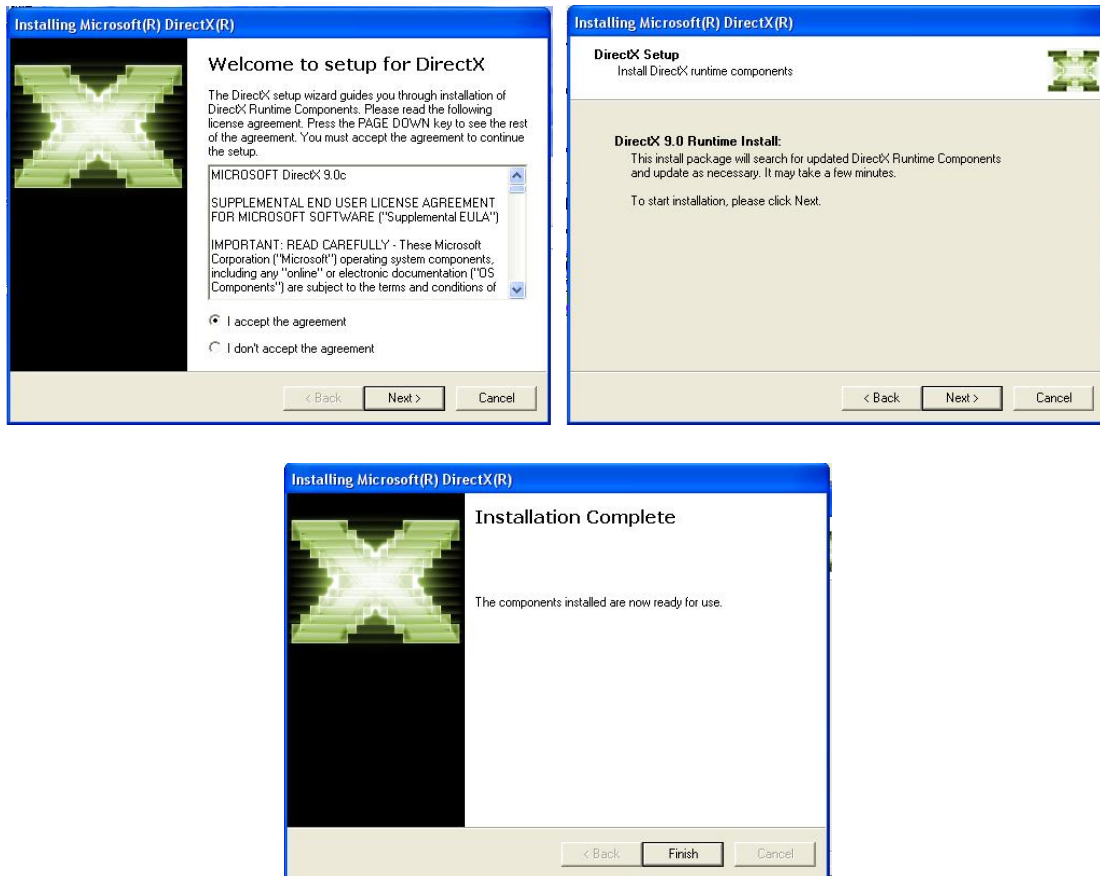 Installing Microsoft(R) DirectX(R)
Welcome to setup for DirectX
The DirectX setup wizard guides you through installation of
DirectX Runtime Components. Please read the following
license agreement. Press the PAGE DOWN key to see the rest
of the agreement. You must accept the agreement to continue
the setup.
MICROSOFT DirectX 9.0c
SUPPLEMENTAL END USER LICENSE AGREEMENT
FOR MICROSOFT SOFTWARE ("Supplemental EULA")
IMPORTANT: READ CAREFULLY - These Microsoft
Corporation ("Microsoft") operating system components,
including any "online" or electronic documentation ("OS
Components") are subject to the terms and conditions of
I accept the agreement
I don't accept the agreement
< Back Next > Cancel
Installing Microsoft(R) DirectX(R)
DirectX Setup
Install DirectX runtime components
DirectX 9.0 Runtime Install:
This install package will search for updated DirectX Runtime Components
and update as necessary. It may take a few minutes.
To start installation, please click Next.
< Back Next > Cancel
Installing Microsoft(R) DirectX(R)
Installation Complete
The components installed are now ready for use.
< Back Finish Cancel